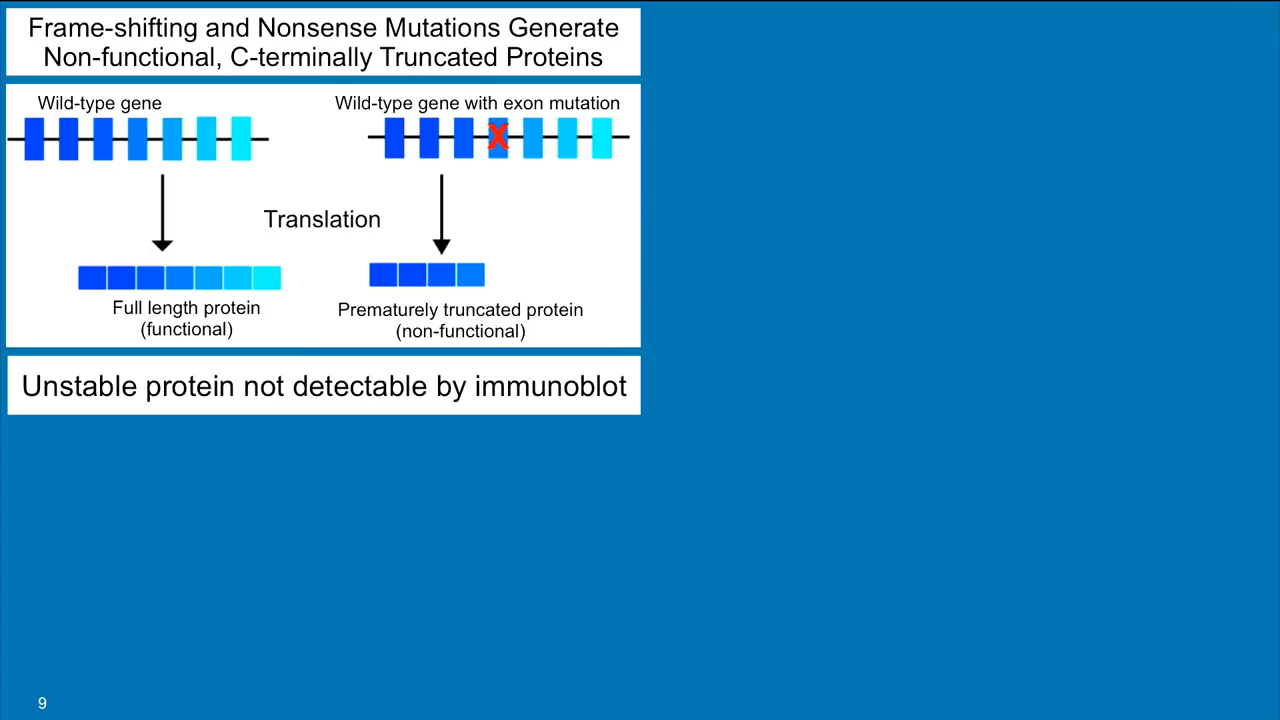 Frame-shifting and Nonsense Mutations Generate
Non-functional, C-terminally Truncated Proteins
Wild-type gene
Wild-type gene with exon mutation
X
Translation
Full length protein
(functional)
Prematurely truncated protein
(non-functional)
Unstable protein not detectable by immunoblot
9